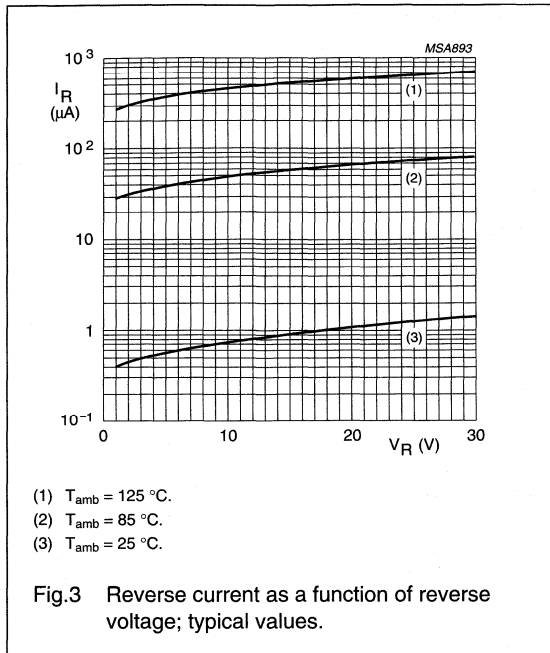 MSA893
10³
I_R
(µA)
(1)
10²
(2)
10
1
(3)
10⁻¹
0
10
20
V_R (V)
30
(1) T_amb = 125 °C.
(2) T_amb = 85 °C.
(3) T_amb = 25 °C.
Fig.3 Reverse current as a function of reverse
voltage; typical values.